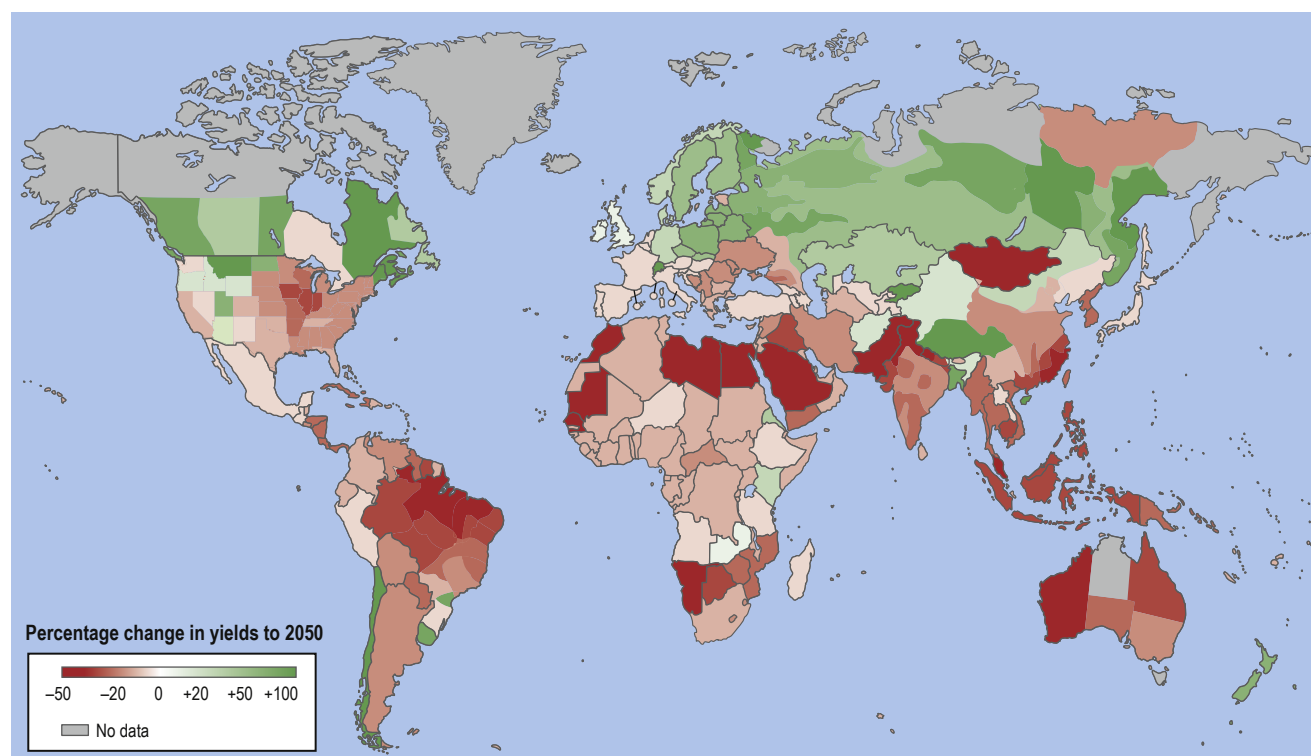 Percentage change in yields to 2050
–50 –20 0 +20 +50 +100
No data